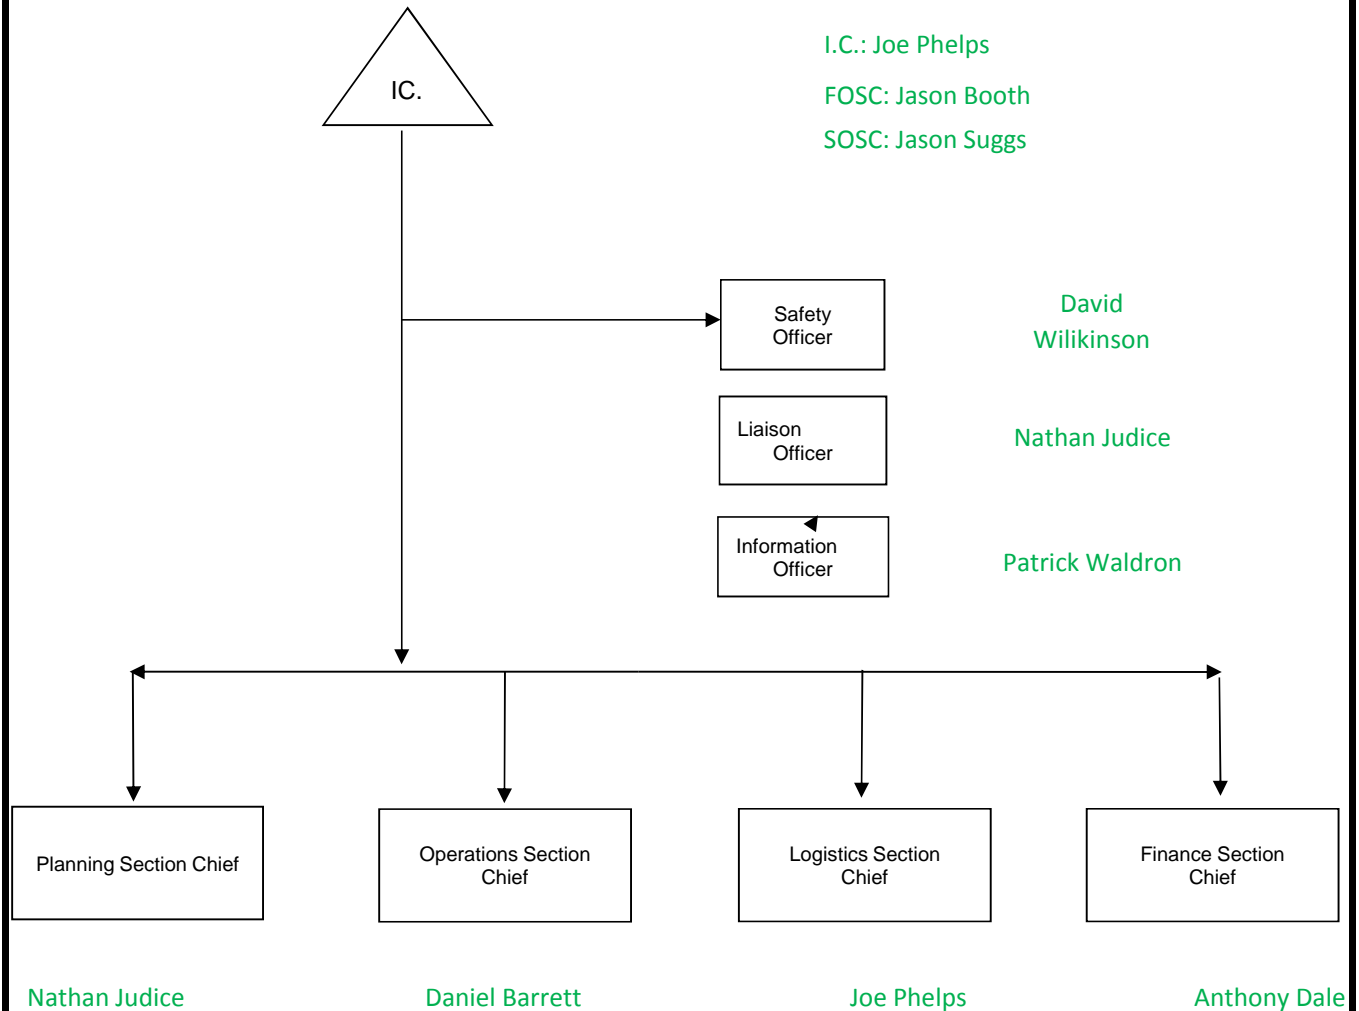 IC.
I.C.: Joe Phelps
FOSC: Jason Booth
SOSC: Jason Suggs
Safety
Officer
David
Wilikinson
Liaison
Officer
Nathan Judice
Information
Officer
Patrick Waldron
Planning Section Chief
Operations Section
Chief
Logistics Section
Chief
Finance Section
Chief
Nathan Judice
Daniel Barrett
Joe Phelps
Anthony Dale